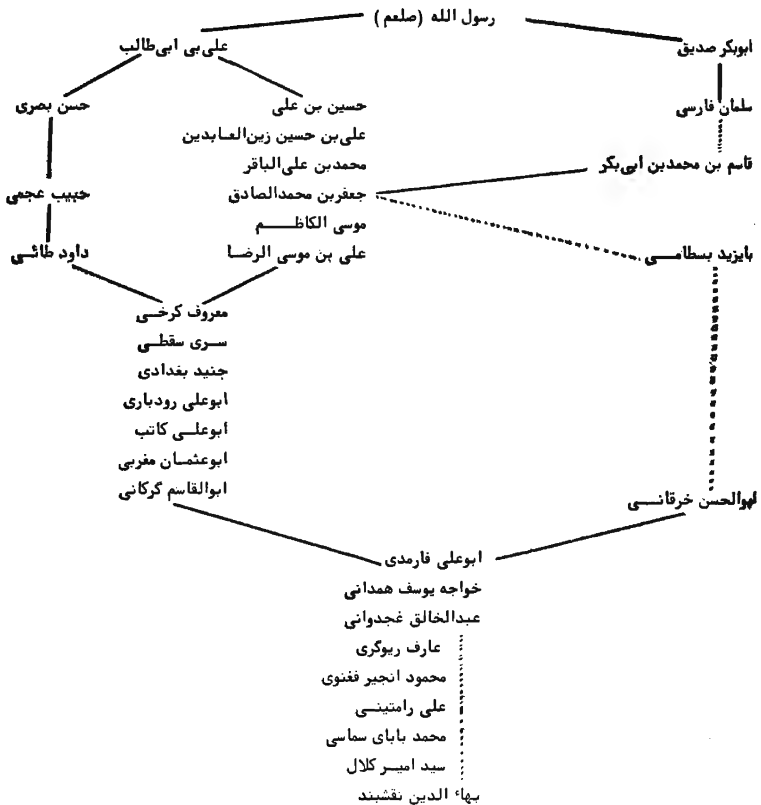 رسول الله (صلعم)
ابوبکر صدیق
علی‌بی ابی‌طالب
سلمان فارسی
حسین بن علی
حسن بصری
علی‌بن حسین زین‌العابدین
قاسم بن محمدبن ابی‌بکر
محمدبن علی‌الباقر
جعفربن محمدالصادق
حبیب عجمی
موسی الکاظم
بایزید بسطامی
علی بن موسی الرضا
داود طائی
معروف کرخی
سری سقطی
جنید بغدادی
ابوعلی رودباری
ابوعلی کاتب
ابوعثمان مغربی
ابوالقاسم گرکانی
ابوالحسن خرقانی
ابوعلی فارمدی
خواجه یوسف همدانی
عبدالخالق غجدوانی
عارف ریوگری
محمود انجیر فغنوی
علی رامتینی
محمد بابای سماسی
سید امیر کلال
بهاء الدین نقشبند